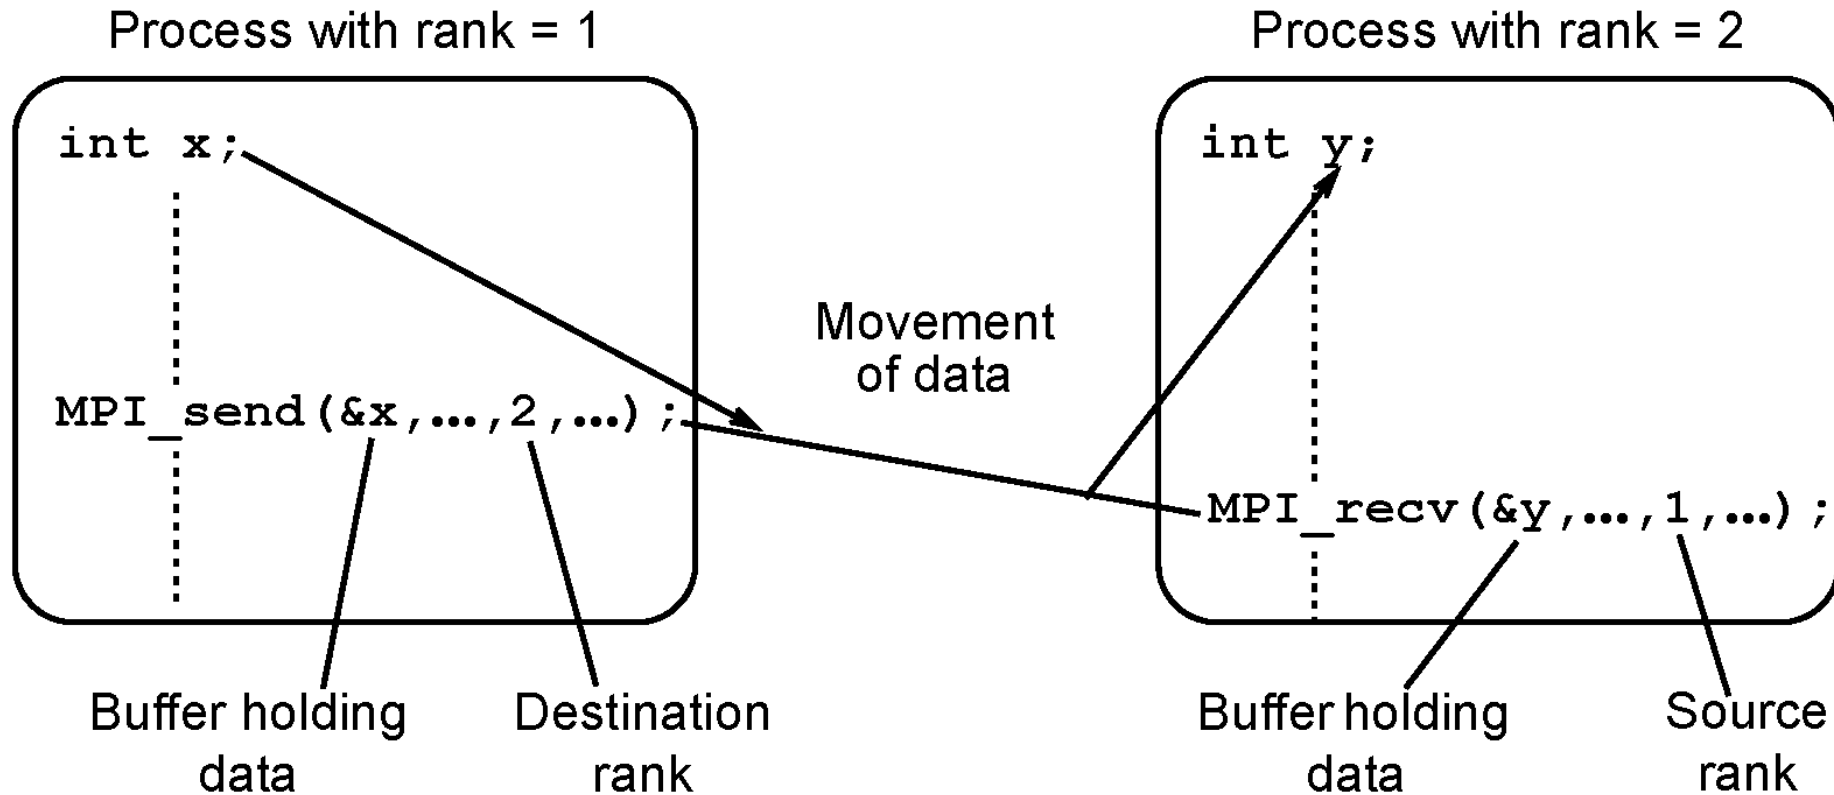 Process with rank = 1
Process with rank = 2
int x;
int y;
Movement
of data
MPI_send(&x,…,2,…);
MPI_recv(&y,…,1,…);
Buffer holding
data
Destination
rank
Buffer holding
data
Source
rank